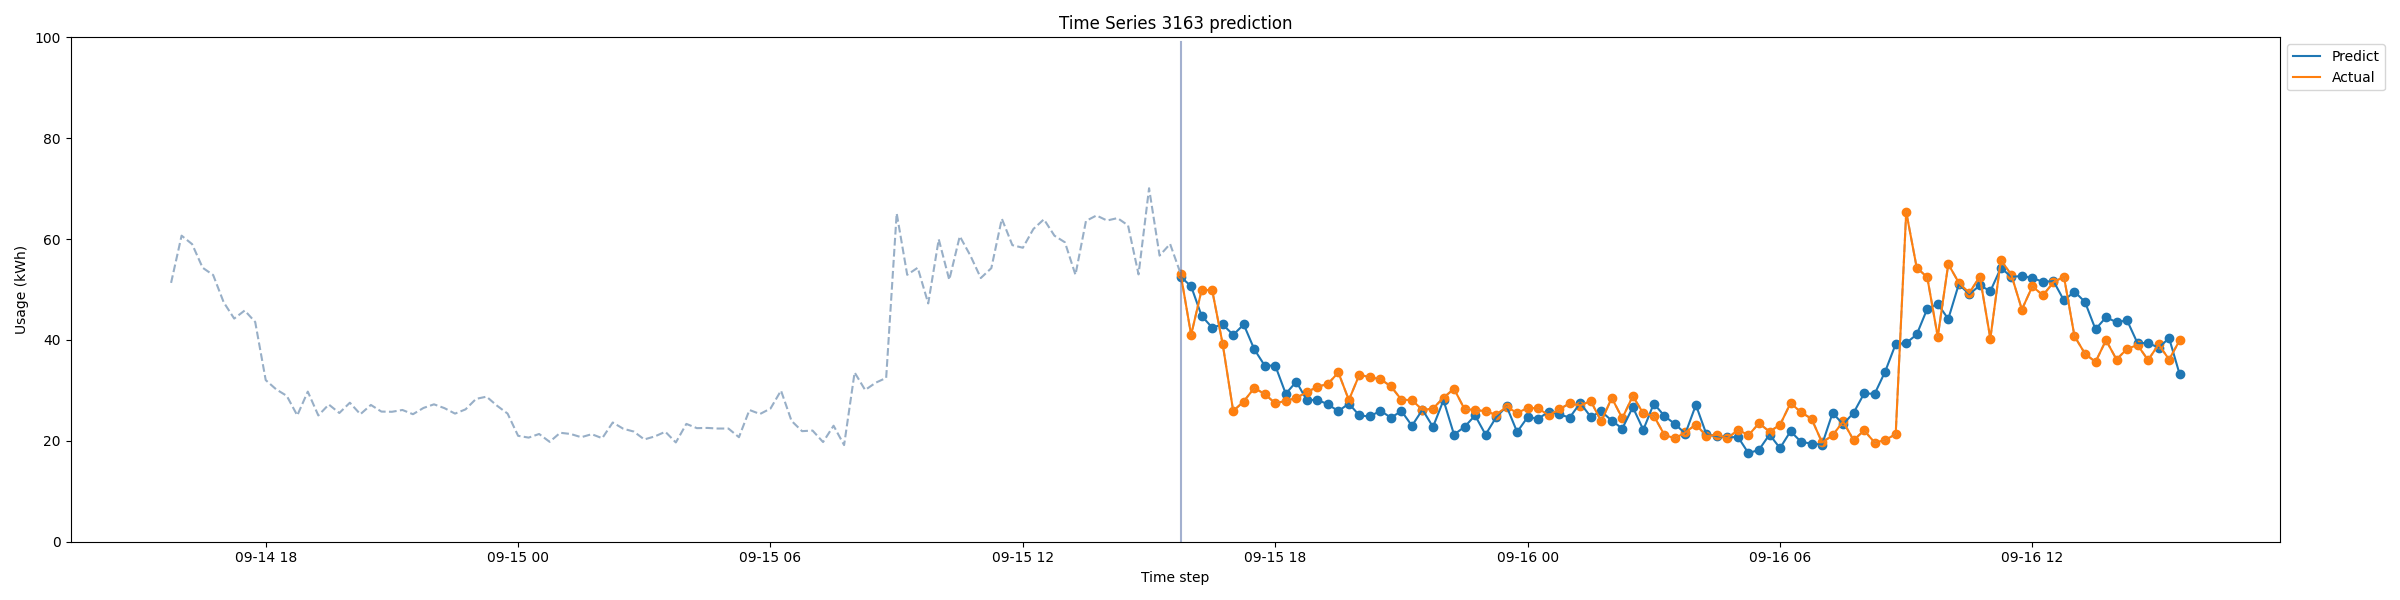 Time Series 3163 prediction
100
80
60
40
20
0
Usage (kWh)
09-14 18
09-15 00
09-15 06
09-15 12
09-15 18
09-16 00
09-16 06
09-16 12
Time step
Predict
Actual